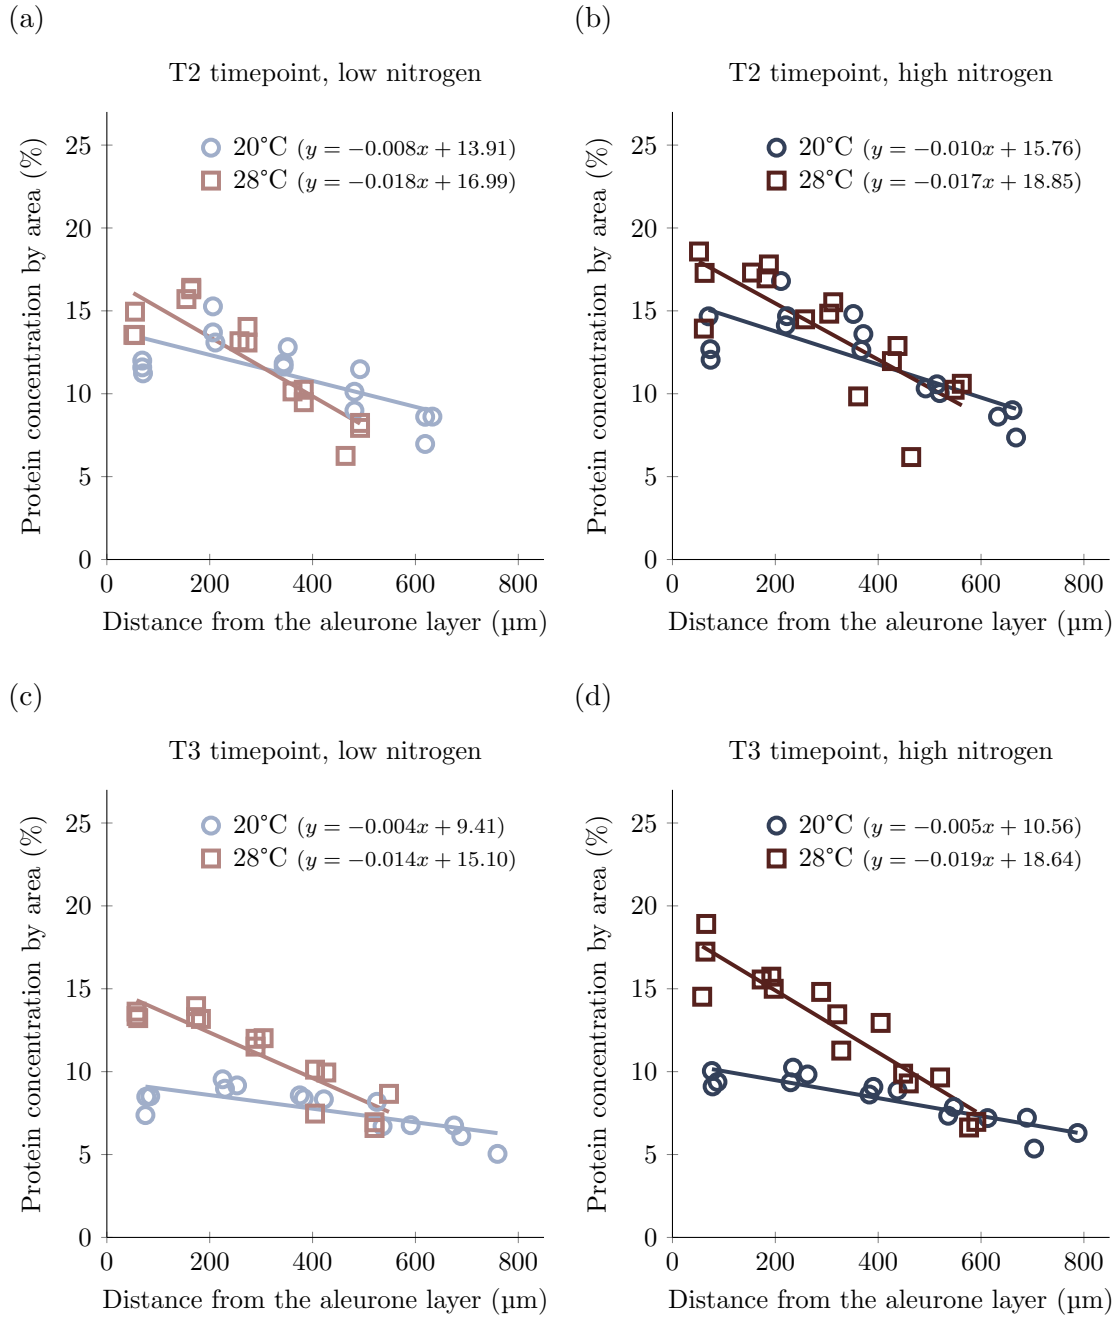 (a)
T2 timepoint, low nitrogen
20°C (y = −0.008x + 13.91)
28°C (y = −0.018x + 16.99)
Protein concentration by area (%)
25
20
15
10
5
0
0 200 400 600 800
Distance from the aleurone layer (µm)
(b)
T2 timepoint, high nitrogen
20°C (y = −0.010x + 15.76)
28°C (y = −0.017x + 18.85)
Protein concentration by area (%)
25
20
15
10
5
0
0 200 400 600 800
Distance from the aleurone layer (µm)
(c)
T3 timepoint, low nitrogen
20°C (y = −0.004x + 9.41)
28°C (y = −0.014x + 15.10)
Protein concentration by area (%)
25
20
15
10
5
0
0 200 400 600 800
Distance from the aleurone layer (µm)
(d)
T3 timepoint, high nitrogen
20°C (y = −0.005x + 10.56)
28°C (y = −0.019x + 18.64)
Protein concentration by area (%)
25
20
15
10
5
0
0 200 400 600 800
Distance from the aleurone layer (µm)